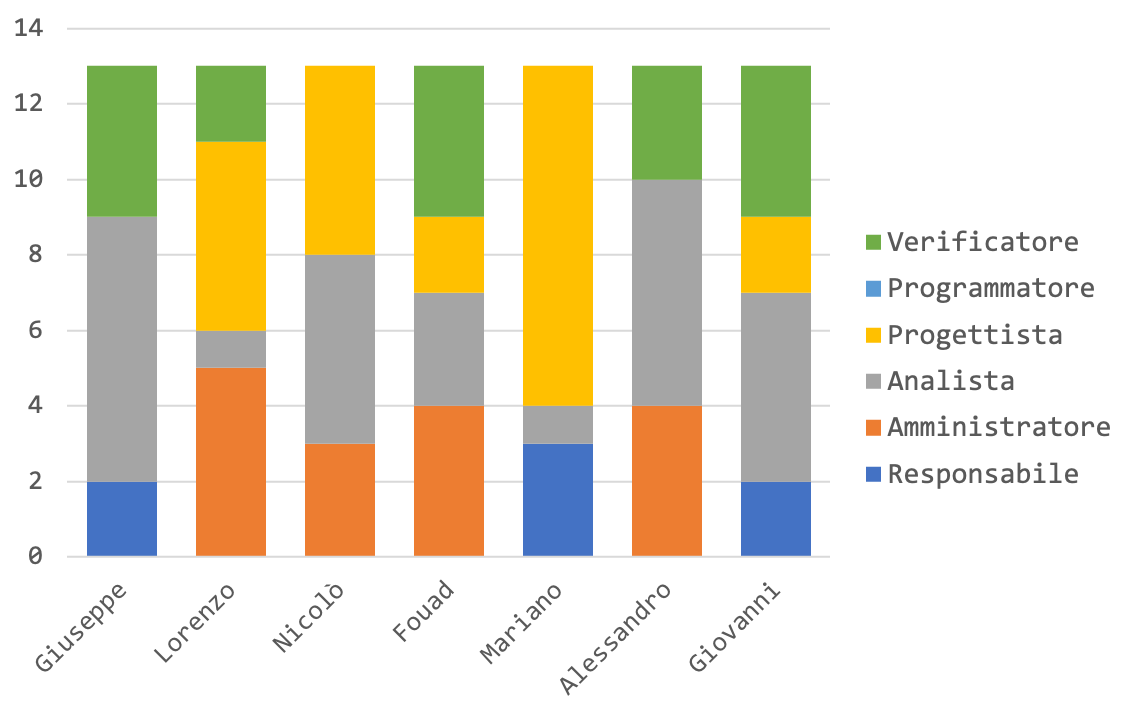 14
12
10
8
6
4
2
0
Giuseppe
Lorenzo
Nicolò
Fouad
Mariano
Alessandro
Giovanni
Verificatore
Programmatore
Progettista
Analista
Amministratore
Responsabile